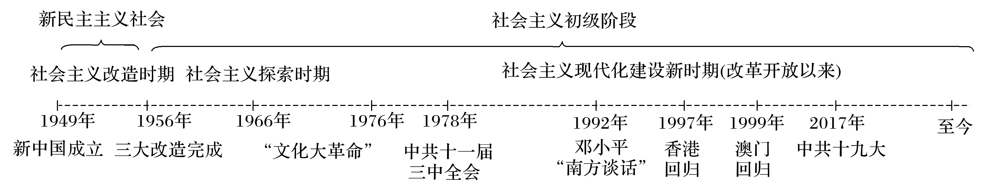 新民主主义社会 社会主义初级阶段
社会主义改造时期 社会主义探索时期 社会主义现代化建设新时期(改革开放以来)
1949年 1956年 1966年 1976年 1978年 1992年 1997年 1999年 2017年 至今
新中国成立 三大改造完成 “文化大革命” 中共十一届 邓小平 香港 澳门 中共十九大
三中全会 “南方谈话” 回归 回归